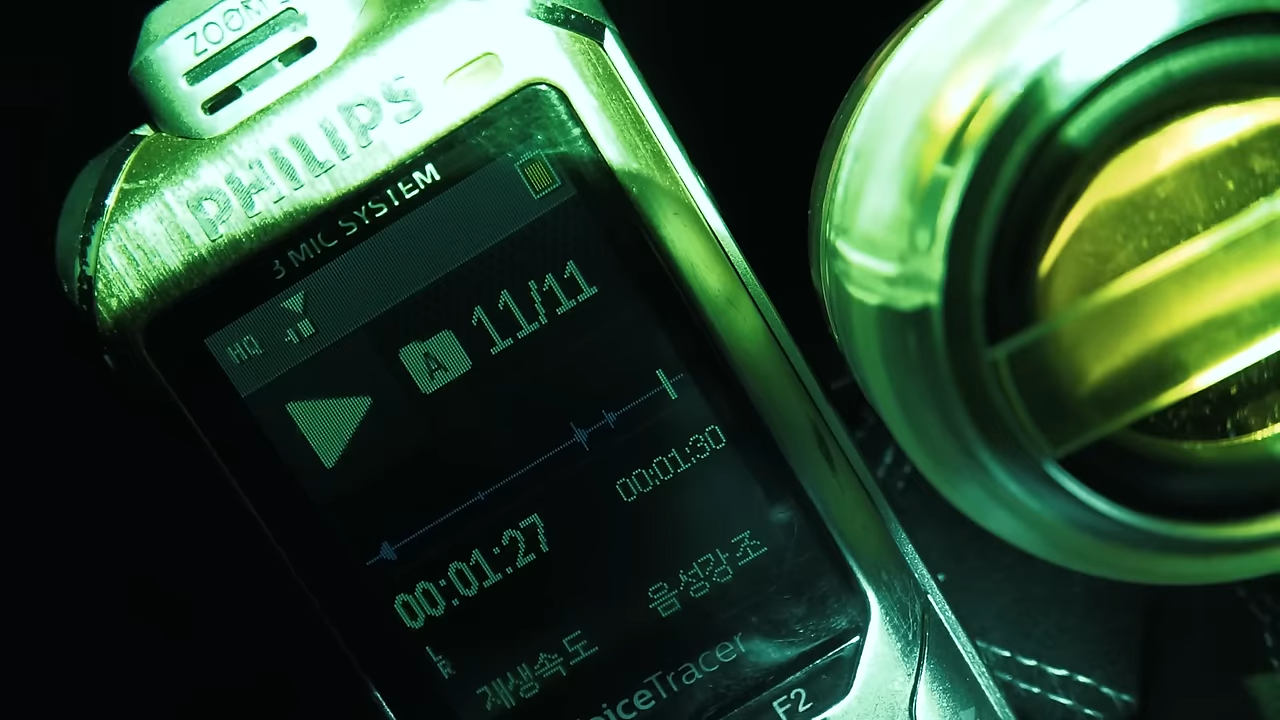 ZOOM
PHILIPS
3 MIC SYSTEM
HQ
A 11/11
00:01:30
00:01:27
음성강조
L
R
재생속도
oiceTracer
F2